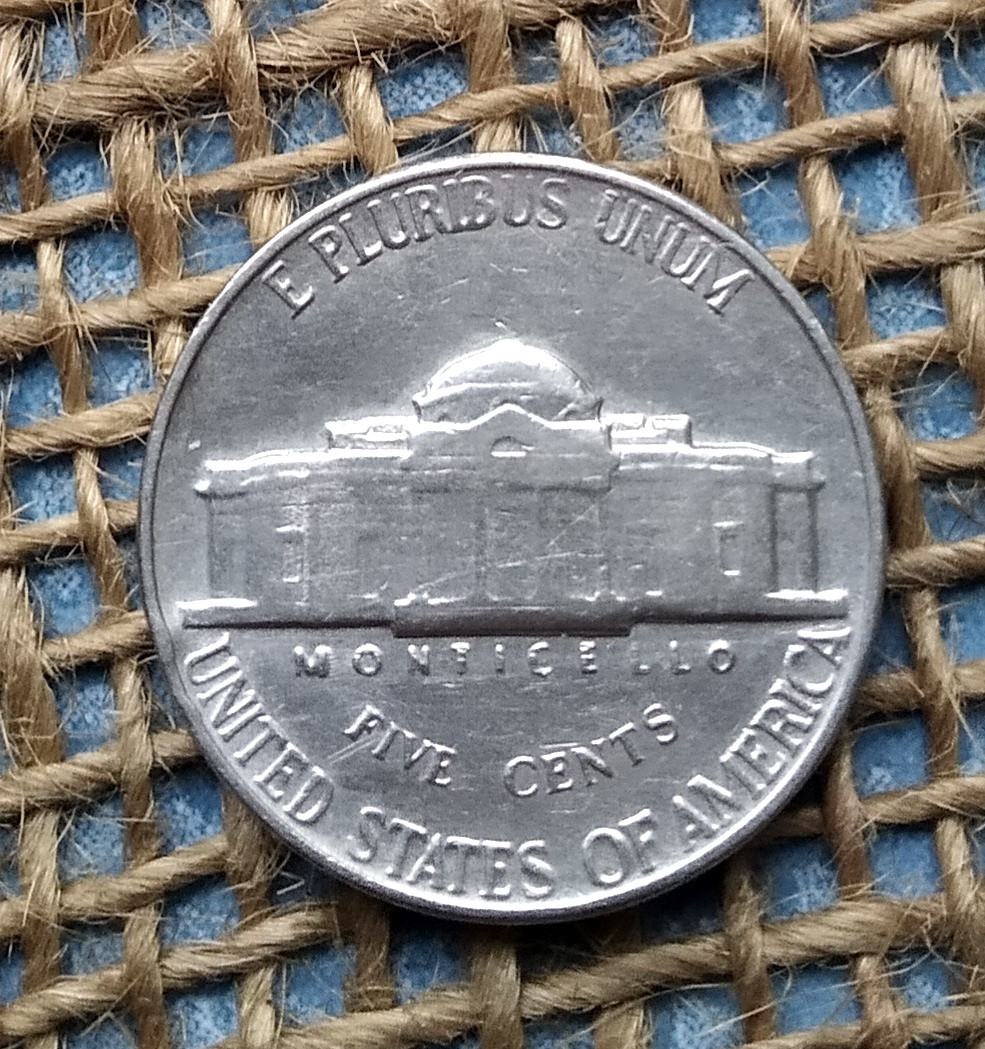 E PLURIBUS UNUM
MONTICELLO
FIVE CENTS
UNITED STATES OF AMERICA